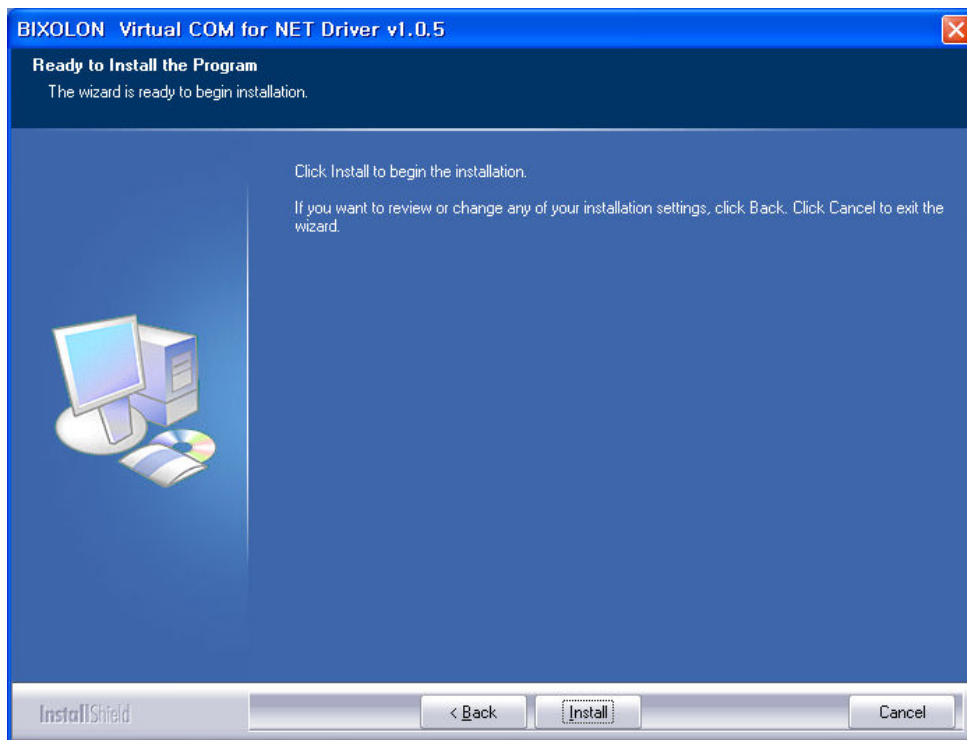 BIXOLON Virtual COM for NET Driver v1.0.5
Ready to Install the Program
The wizard is ready to begin installation.
Click Install to begin the installation.
If you want to review or change any of your installation settings, click Back. Click Cancel to exit the
wizard.
InstallShield
< Back
Install
Cancel